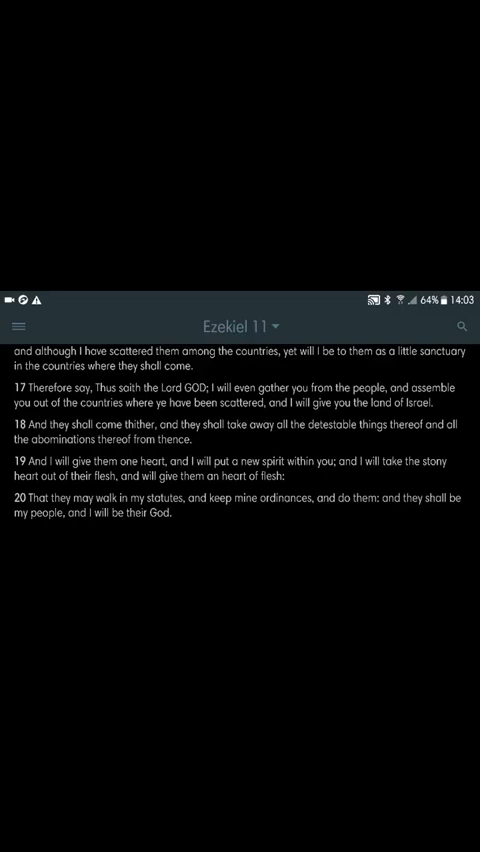 64% 14:03
Ezekiel 11
and although I have scattered them among the countries, yet will I be to them as a little sanctuary
in the countries where they shall come.
17 Therefore say, Thus saith the Lord GOD; I will even gather you from the people, and assemble
you out of the countries where ye have been scattered, and I will give you the land of Israel.
18 And they shall come thither, and they shall take away all the detestable things thereof and all
the abominations thereof from thence.
19 And I will give them one heart, and I will put a new spirit within you; and I will take the stony
heart out of their flesh, and will give them an heart of flesh:
20 That they may walk in my statutes, and keep mine ordinances, and do them: and they shall be
my people, and I will be their God.